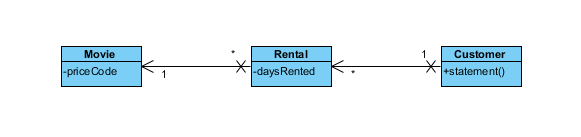 Movie
-priceCode
1
*
Rental
-daysRented
*
1
Customer
+statement()